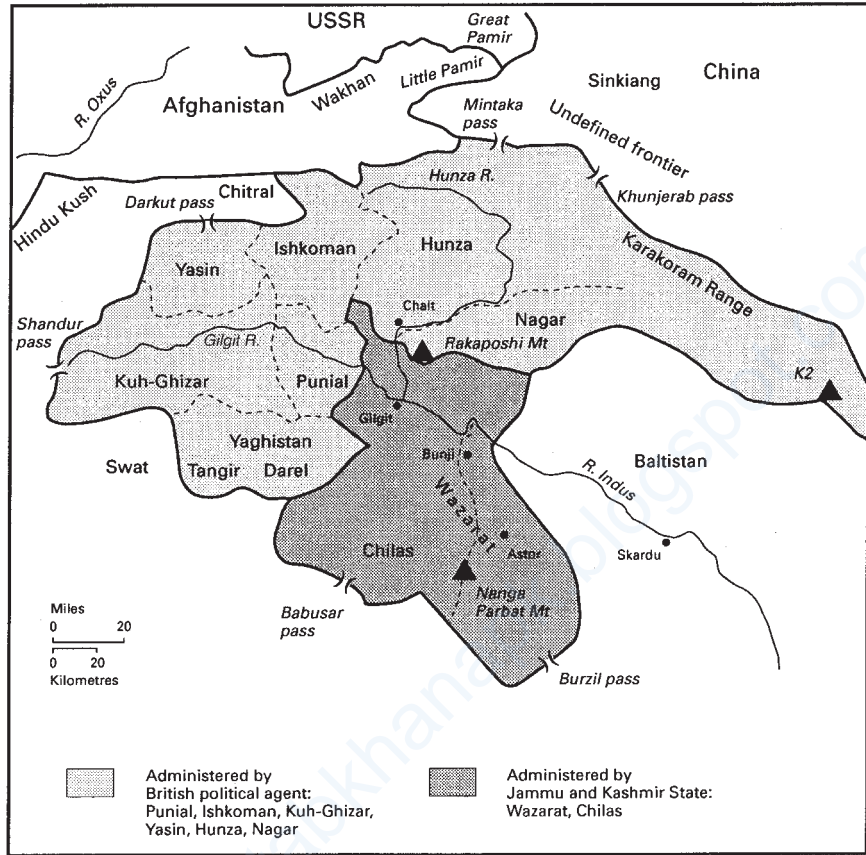 USSR
Great
Pamir
Little Pamir
Wakhan
Afghanistan
R. Oxus
Sinkiang
China
Mintaka
pass
Undefined frontier
Hunza R.
Khunjerab pass
Hindu Kush
Chitral
Darkut pass
Ishkoman
Hunza
Yasin
Karakoram Range
Chalt
Nagar
Shandur
pass
Gilgit R.
Rakaposhi Mt
K2
Kuh-Ghizar
Punial
Gilgit
Yaghistan
Swat
Tangir
Darel
Bunji
Baltistan
R. Indus
Wazarat
Chilas
Astor
Skardu
Nanga
Parbat Mt
Babusar
pass
Burzil pass
Miles
0 20
0 20
Kilometres
Administered by
British political agent:
Punial, Ishkoman, Kuh-Ghizar,
Yasin, Hunza, Nagar
Administered by
Jammu and Kashmir State:
Wazarat, Chilas